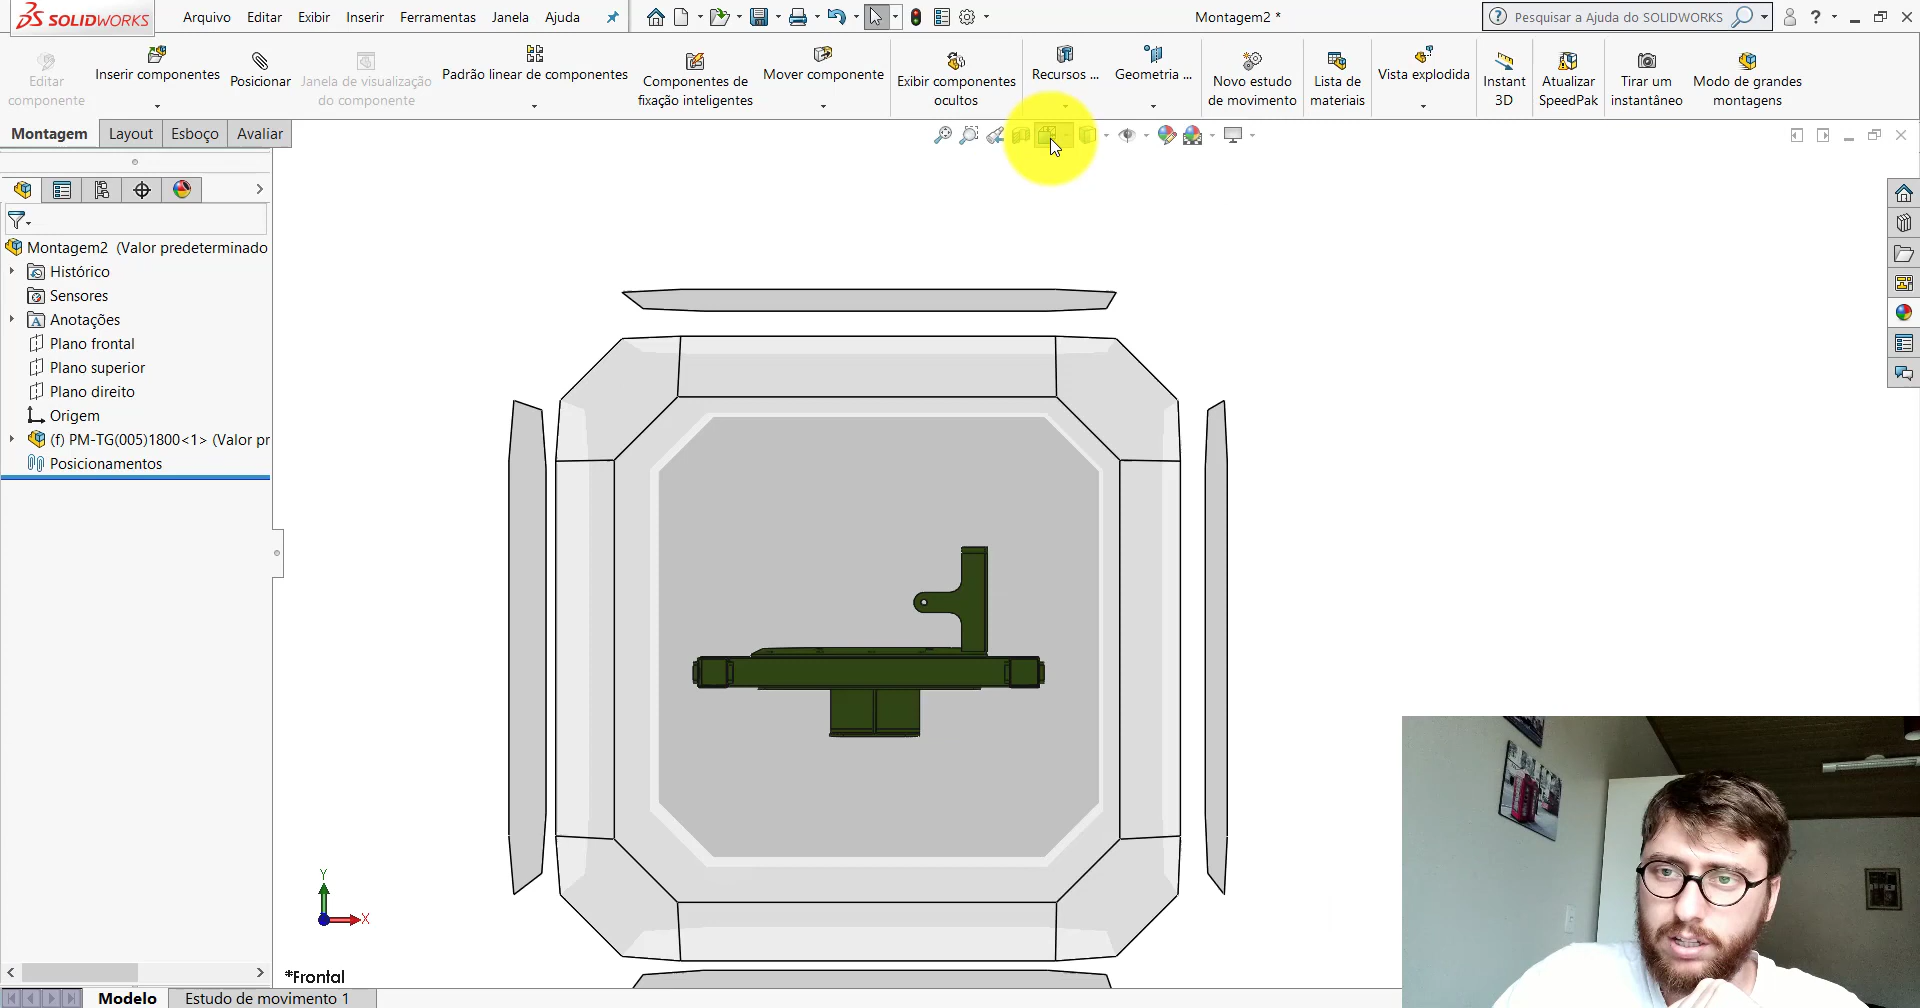 SOLIDWORKS
Arquivo
Editar
Exibir
Inserir
Ferramentas
Janela
Ajuda
Montagem2 *
Pesquisar a Ajuda do SOLIDWORKS
?
Editar
componente
Inserir componentes
Posicionar
Janela de visualização
do componente
Padrão linear de componentes
Componentes de
fixação inteligentes
Mover componente
Exibir componentes
ocultos
Recursos ...
Geometria ...
Novo estudo
de movimento
Lista de
materiais
Vista explodida
Instant
3D
Atualizar
SpeedPak
Tirar um
instantâneo
Modo de grandes
montagens
Montagem
Layout
Esboço
Avaliar
Montagem2 (Valor predeterminado
Histórico
Sensores
Anotações
Plano frontal
Plano superior
Plano direito
Origem
(f) PM-TG(005)1800<1> (Valor pr
Posicionamentos
Y
X
*Frontal
Modelo
Estudo de movimento 1